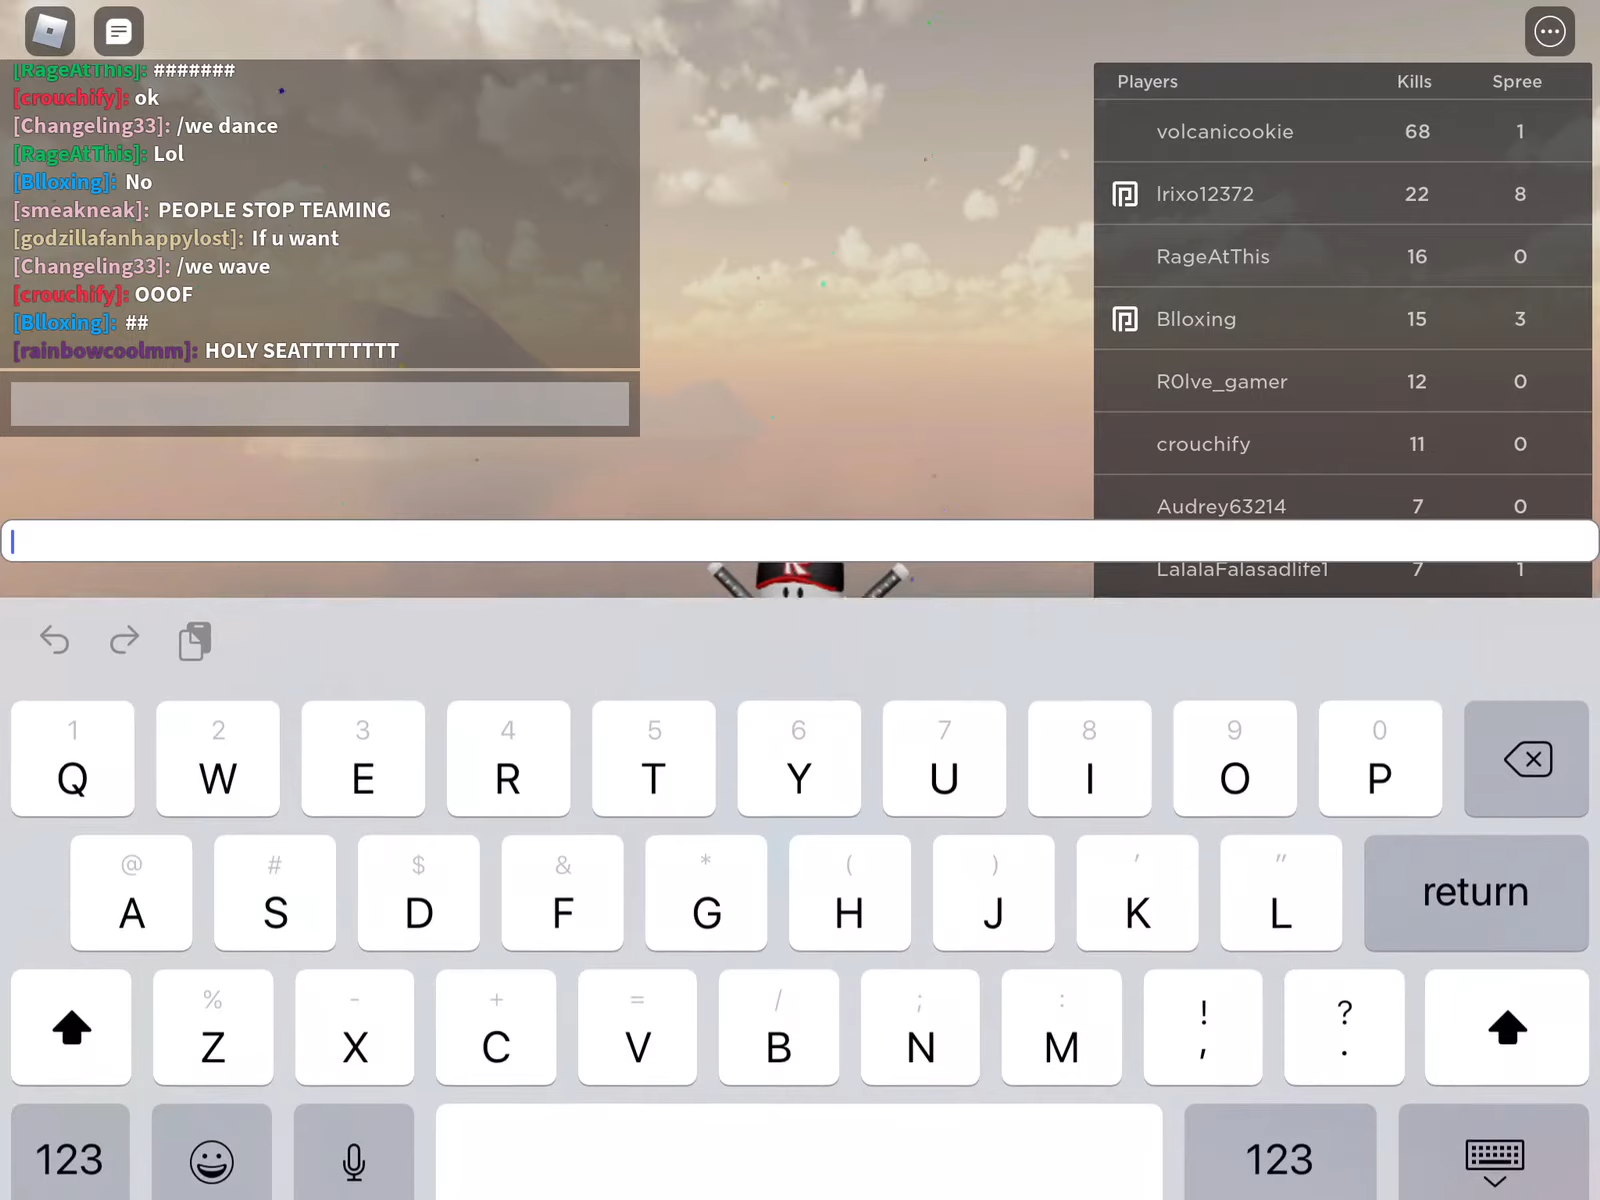 [RageAtThis]: #######
[crouchify]: ok
[Changeling33]: /we dance
[RageAtThis]: Lol
[Blloxing]: No
[smeakneak]: PEOPLE STOP TEAMING
[godzillafanhappylost]: If u want
[Changeling33]: /we wave
[crouchify]: OOOF
[Blloxing]: ##
[rainbowcoolmm]: HOLY SEATTTTTTTT
Players Kills Spree
volcanicookie 68 1
lrixo12372 22 8
RageAtThis 16 0
Blloxing 15 3
R0lve_gamer 12 0
crouchify 11 0
Audrey63214 7 0
LalalaFalasadlife1 7 1
1 2 3 4 5 6 7 8 9 0
Q W E R T Y U I O P
@ # $ & * ( ) ' "
A S D F G H J K L return
% - + = / ; : ! ?
Z X C V B N M , .
123 123